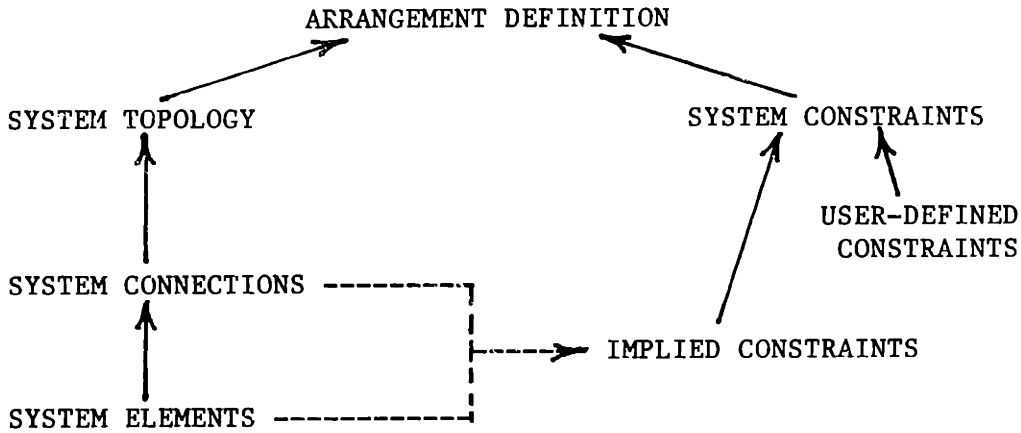 ARRANGEMENT DEFINITION
SYSTEM TOPOLOGY
SYSTEM CONSTRAINTS
USER-DEFINED
CONSTRAINTS
SYSTEM CONNECTIONS
IMPLIED CONSTRAINTS
SYSTEM ELEMENTS